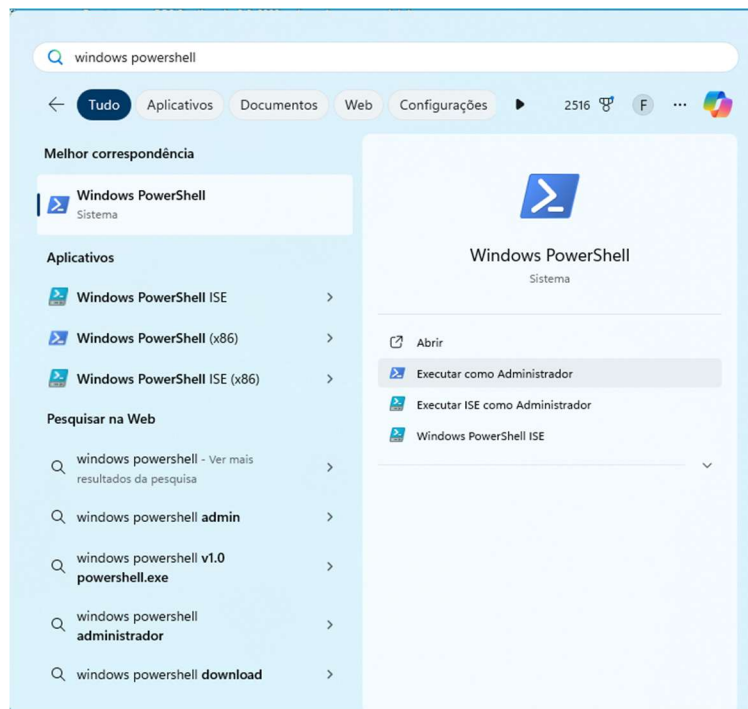 windows powershell
Tudo Aplicativos Documentos Web Configurações 2516 F ...
Melhor correspondência
Windows PowerShell
Sistema
Aplicativos
Windows PowerShell ISE
Windows PowerShell (x86)
Windows PowerShell ISE (x86)
Pesquisar na Web
windows powershell - Ver mais
resultados da pesquisa
windows powershell admin
windows powershell v1.0
powershell.exe
windows powershell
administrador
windows powershell download
Windows PowerShell
Sistema
Abrir
Executar como Administrador
Executar ISE como Administrador
Windows PowerShell ISE